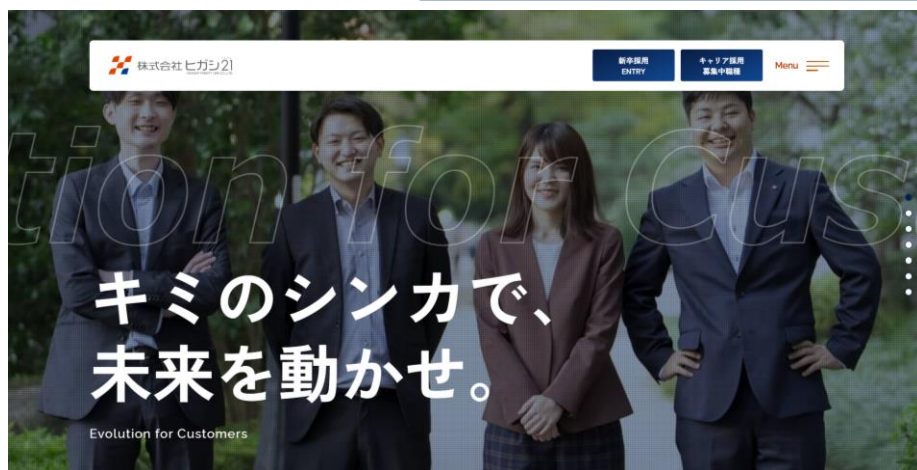 株式会社ヒガシ21
新卒採用
ENTRY
キャリア採用
募集中職種
Menu
tion for Cus
キミのシンカで、
未来を動かせ。
Evolution for Customers